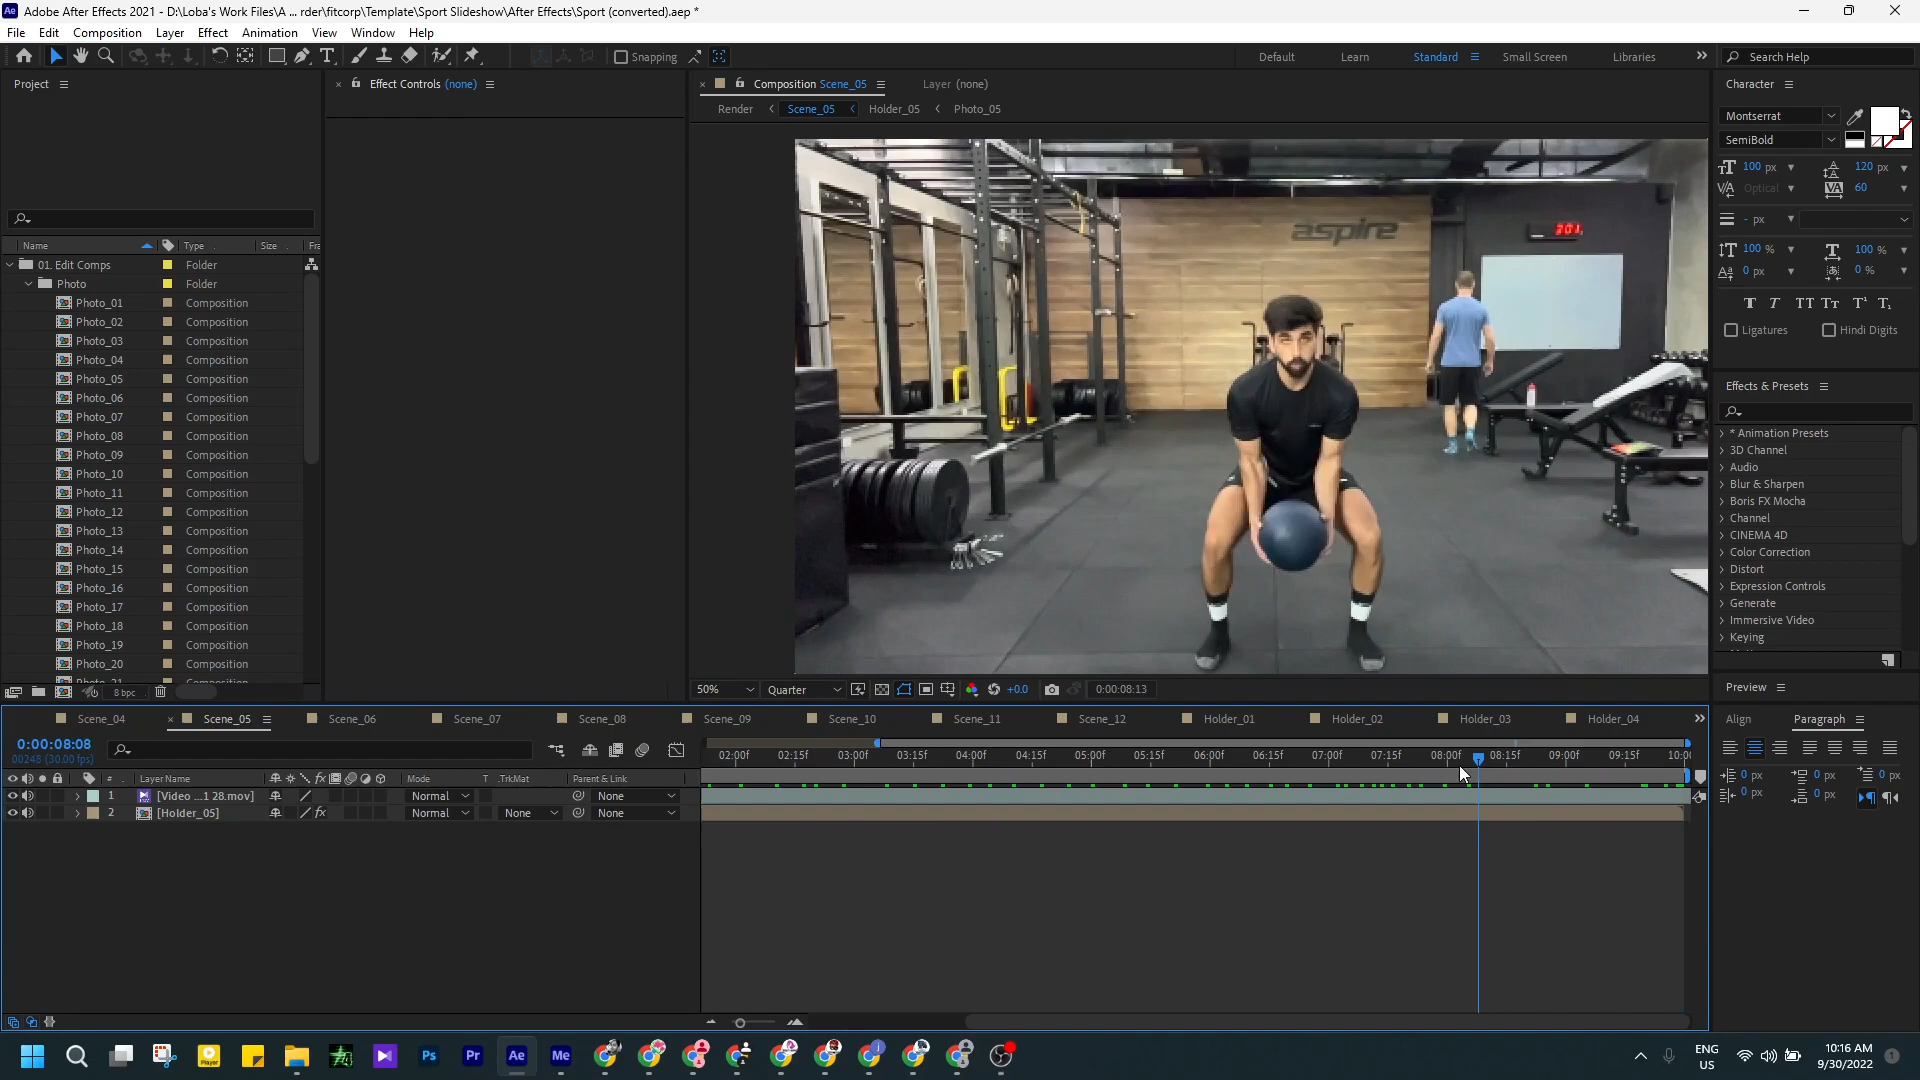 Adobe After Effects 2021 - D:\Loba's Work Files\A ... rder\fitcorp\Template\Sport Slideshow\After Effects\Sport (converted).aep *
File Edit Composition Layer Effect Animation View Window Help
Snapping
Default Learn Standard Small Screen Libraries Search Help
Project
Effect Controls (none)
Composition Scene_05 Layer (none)
Render Scene_05 Holder_05 Photo_05
Name Type Size Fra
01. Edit Comps Folder
Photo Folder
Photo_01 Composition
Photo_02 Composition
Photo_03 Composition
Photo_04 Composition
Photo_05 Composition
Photo_06 Composition
Photo_07 Composition
Photo_08 Composition
Photo_09 Composition
Photo_10 Composition
Photo_11 Composition
Photo_12 Composition
Photo_13 Composition
Photo_14 Composition
Photo_15 Composition
Photo_16 Composition
Photo_17 Composition
Photo_18 Composition
Photo_19 Composition
Photo_20 Composition
8 bpc
aspire
50% Quarter +0.0 0:00:08:13
Character
Montserrat
SemiBold
100 px 120 px
Optical 60
- px
100 % 100 %
0 px 0 %
Ligatures Hindi Digits
Effects & Presets
* Animation Presets
3D Channel
Audio
Blur & Sharpen
Boris FX Mocha
Channel
CINEMA 4D
Color Correction
Distort
Expression Controls
Generate
Immersive Video
Keying
Preview
Align Paragraph
0 px 0 px 0 px
0 px 0 px
Scene_04 Scene_05 Scene_06 Scene_07 Scene_08 Scene_09 Scene_10 Scene_11 Scene_12 Holder_01 Holder_02 Holder_03 Holder_04
0:00:08:08
00248 (30.00 fps)
02:00f 02:15f 03:00f 03:15f 04:00f 04:15f 05:00f 05:15f 06:00f 06:15f 07:00f 07:15f 08:00f 08:15f 09:00f 09:15f 10:00
# Layer Name Mode T .TrkMat Parent & Link
1 [Video ...1 28.mov] Normal None
2 [Holder_05] Normal None None
Player Ps Pr Ae Me
ENG
US
10:16 AM
9/30/2022